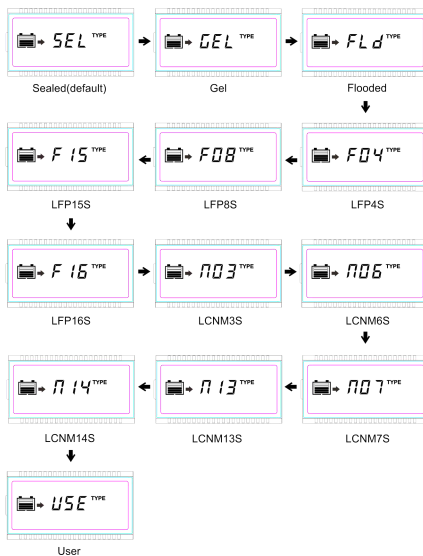 SEL TYPE GEL TYPE FLd TYPE
Sealed(default) Gel Flooded
F15 TYPE F08 TYPE F04 TYPE
LFP15S LFP8S LFP4S
F16 TYPE n03 TYPE n06 TYPE
LFP16S LCNM3S LCNM6S
n14 TYPE n13 TYPE n07 TYPE
LCNM14S LCNM13S LCNM7S
USE TYPE
User